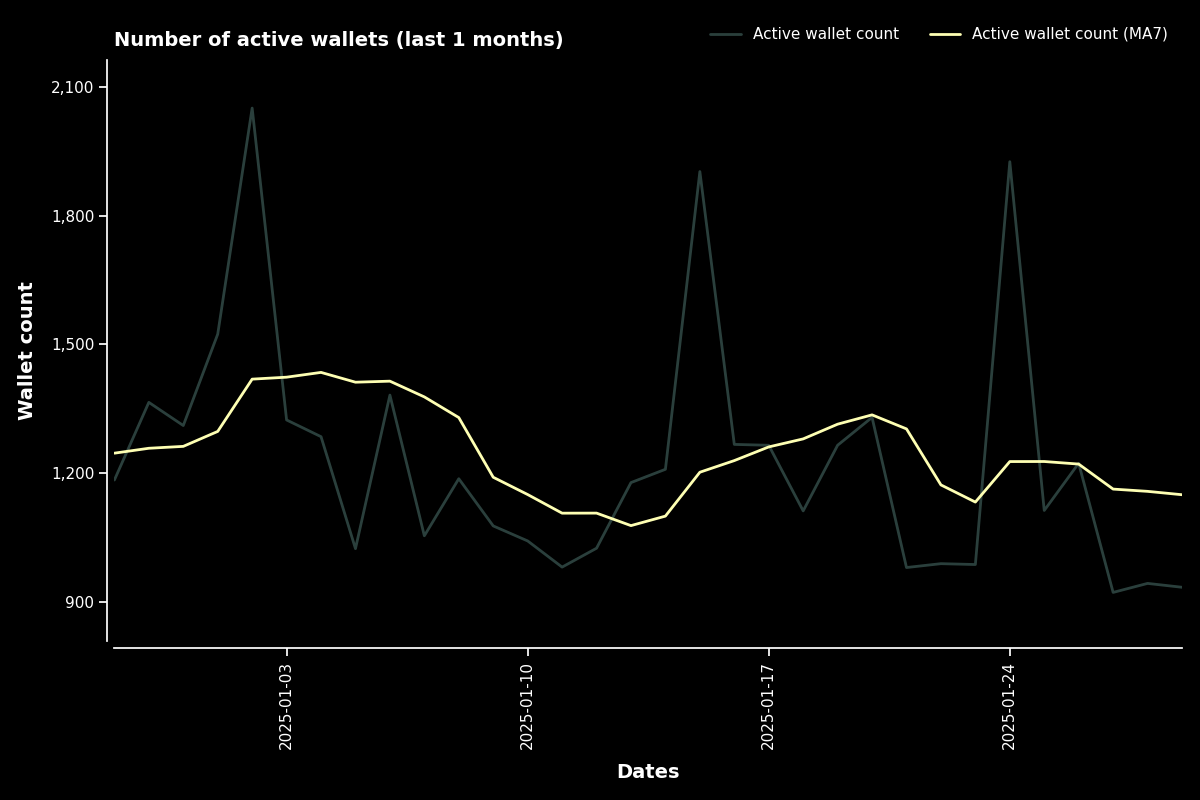 Number of active wallets (last 1 months)
Active wallet count
Active wallet count (MA7)
2,100
1,800
1,500
1,200
900
Wallet count
2025-01-03
2025-01-10
2025-01-17
2025-01-24
Dates